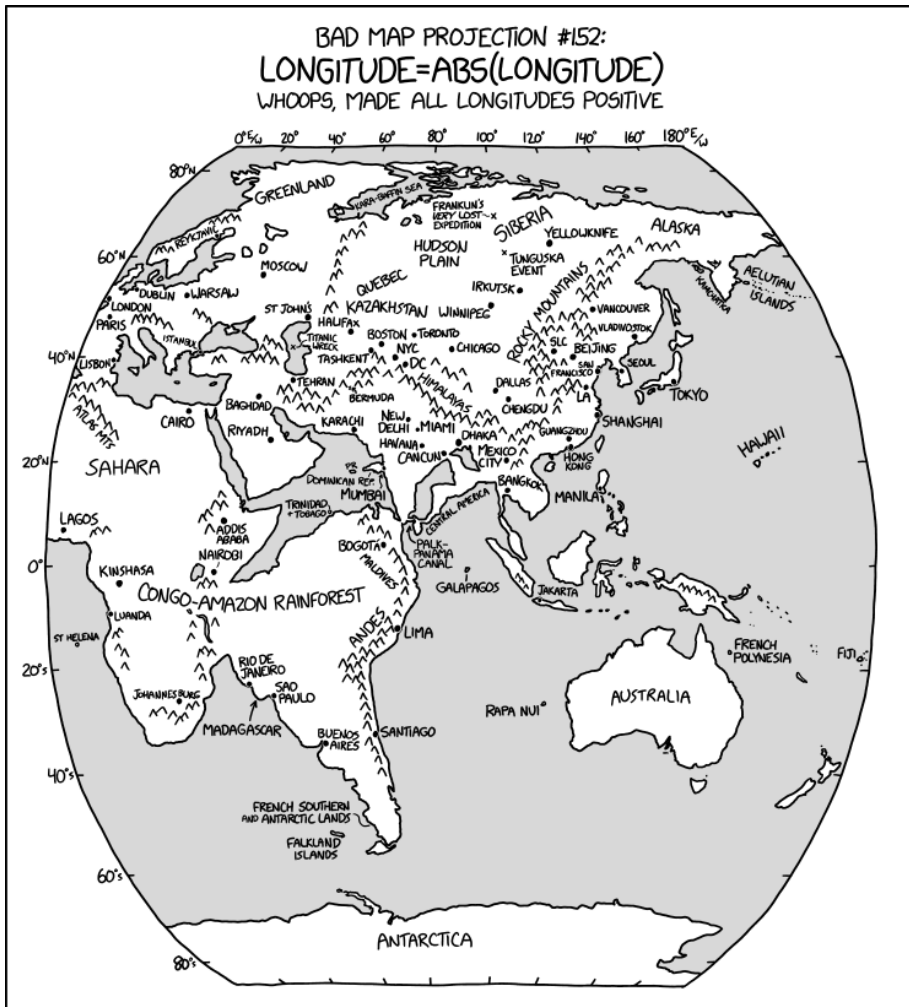 BAD MAP PROJECTION #152:
LONGITUDE=ABS(LONGITUDE)
WHOOPS, MADE ALL LONGITUDES POSITIVE
0° E/W 20° 40° 60° 80° 100° 120° 140° 160° 180° E/W
80°N
GREENLAND
KARA-BAFFIN SEA
FRANKLIN'S
VERY LOST
EXPEDITION
SIBERIA
ALASKA
REYKJAVIC
HUDSON
PLAIN
YELLOWKNIFE
60°N
MOSCOW
TUNGUSKA
EVENT
AELUTIAN
ISLANDS
KAMCHATKA
DUBLIN
WARSAW
QUEBEC
IRKUTSK
ROCKY MOUNTAINS
LONDON
ST JOHN'S
KAZAKHSTAN
WINNIPEG
VANCOUVER
PARIS
HALIFAX
VLADIVOSTOK
ISTANBUL
TITANIC
WRECK
BOSTON
TORONTO
SLC
40°N
LISBON
TASHKENT
NYC
CHICAGO
BEIJING
SEOUL
DC
SAN
FRANCISCO
TEHRAN
HIMALAYAS
DALLAS
LA
TOKYO
BAGHDAD
BERMUDA
CHENGDU
ATLAS MTS
CAIRO
KARACHI
NEW
DELHI
MIAMI
SHANGHAI
RIYADH
HAVANA
DHAKA
GUANGZHOU
HAWAII
CANCUN
MEXICO
CITY
HONG
KONG
20°N
SAHARA
PR
DOMINICAN REP.
MUMBAI
BANGKOK
MANILA
TRINIDAD
+ TOBAGO
CENTRAL AMERICA
LAGOS
ADDIS
ABABA
BOGOTÁ
PALK-
PANAMA
CANAL
NAIROBI
MALDIVES
0°
KINSHASA
GALAPAGOS
JAKARTA
CONGO-AMAZON RAINFOREST
LUANDA
ANDES
LIMA
ST HELENA
FRENCH
POLYNESIA
FIJI
20°S
RIO DE
JANEIRO
SAO
PAULO
AUSTRALIA
JOHANNESBURG
RAPA NUI
MADAGASCAR
BUENOS
AIRES
SANTIAGO
40°S
FRENCH SOUTHERN
AND ANTARCTIC LANDS
FALKLAND
ISLANDS
60°S
ANTARCTICA
80°S